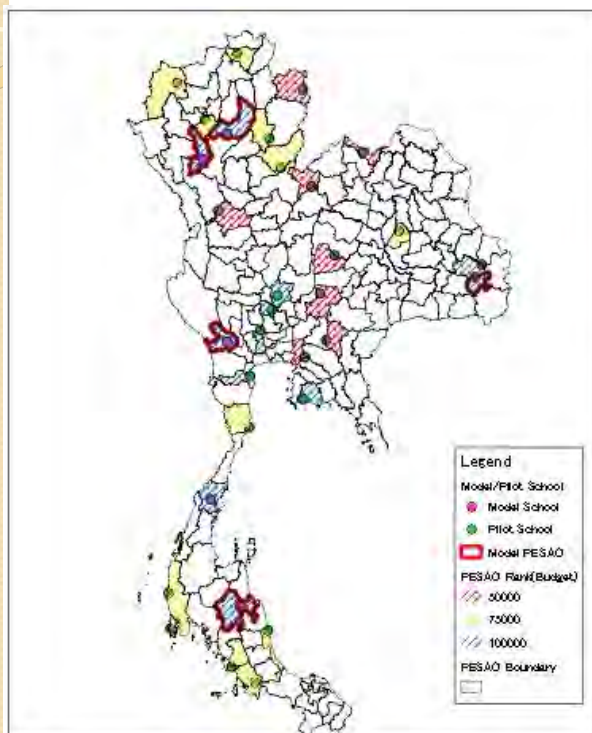 Legend
Model/Pilot School
Model School
Pilot School
Model PESAO
PESAO Rank(Budget)
50000
75000
100000
PESAO Boundary